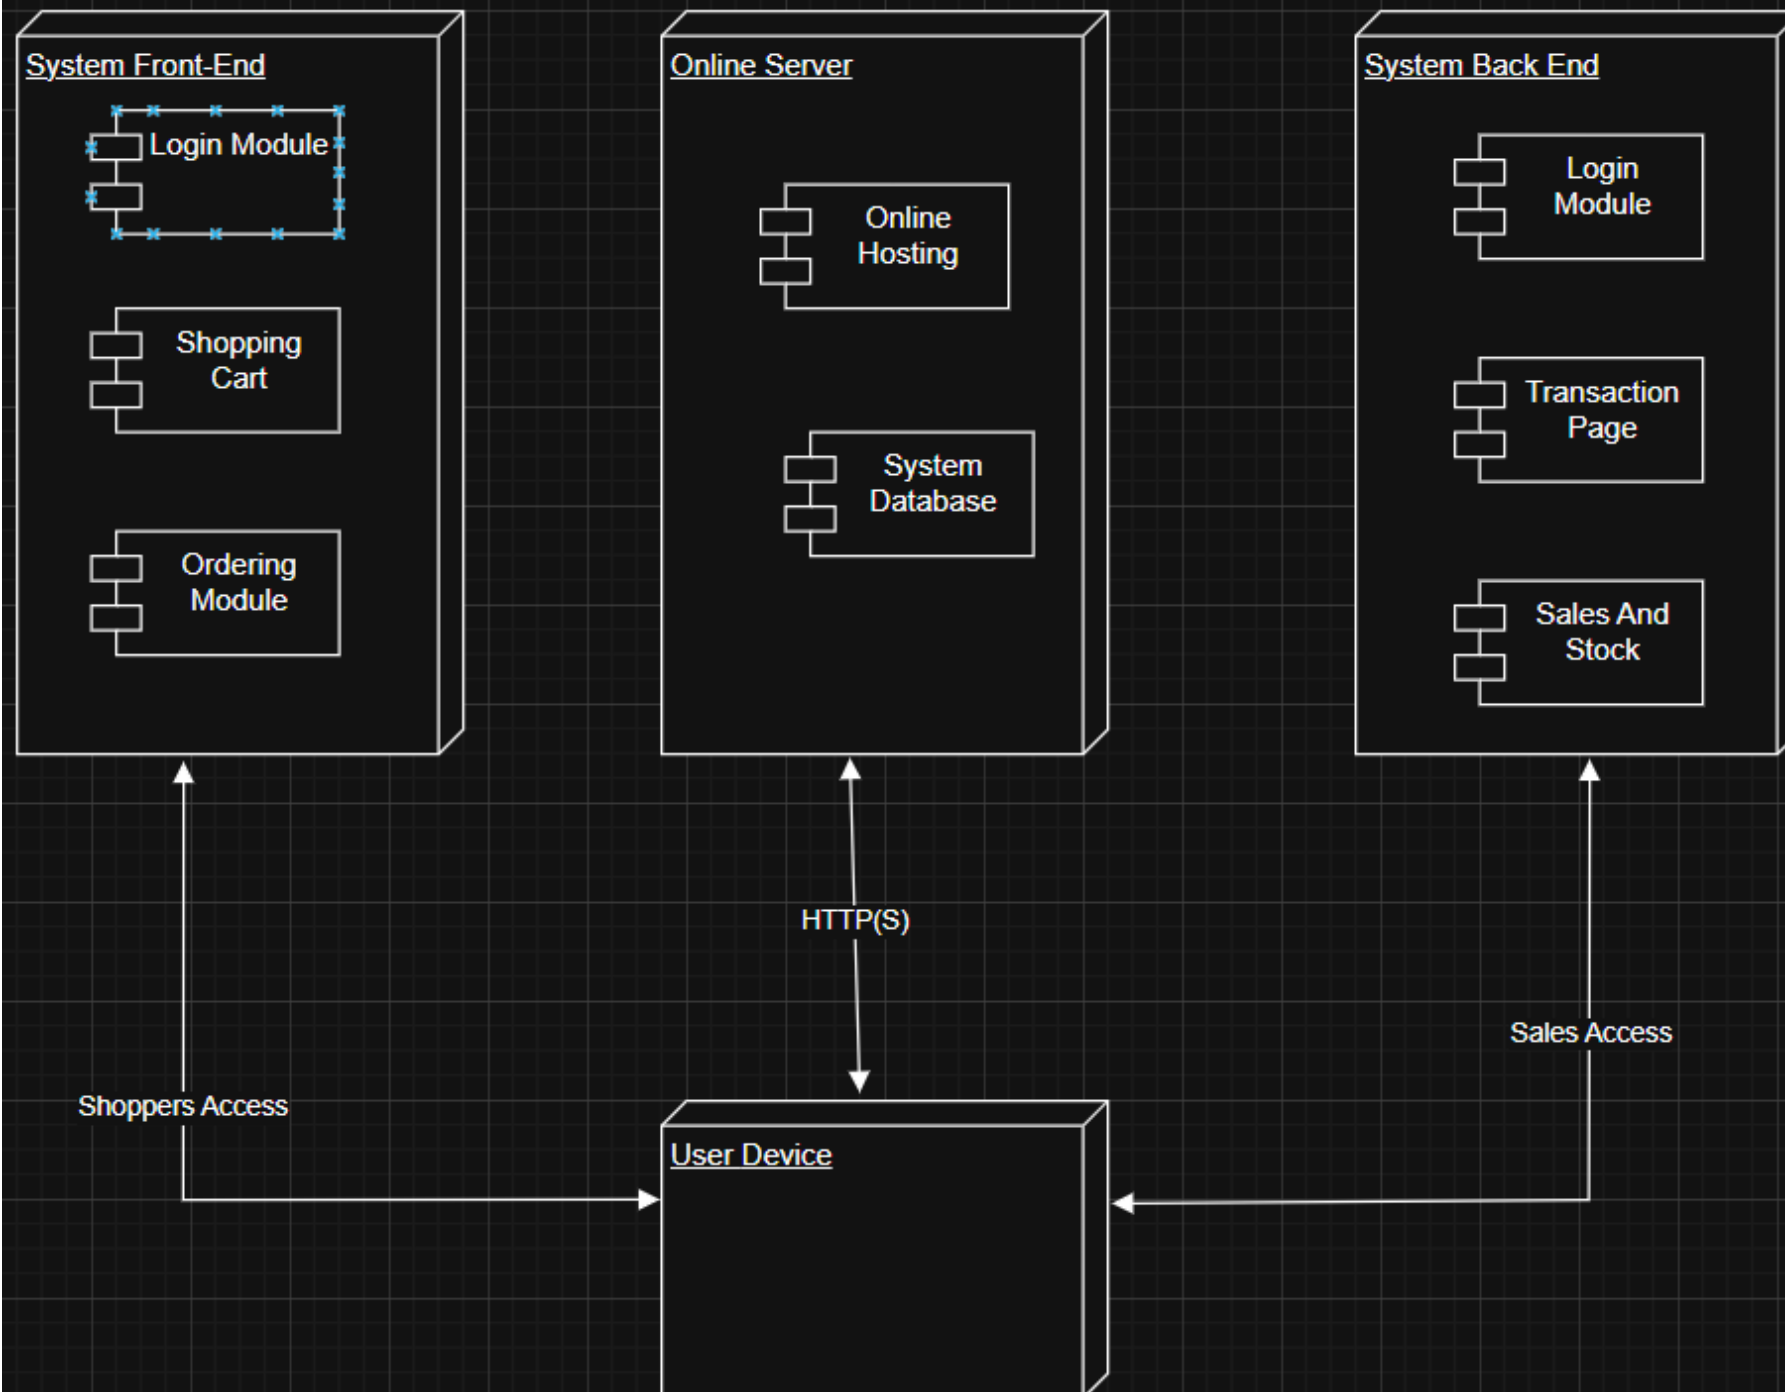 System Front-End
Login Module
Shopping
Cart
Ordering
Module
Online Server
Online
Hosting
System
Database
System Back End
Login
Module
Transaction
Page
Sales And
Stock
HTTP(S)
Sales Access
Shoppers Access
User Device